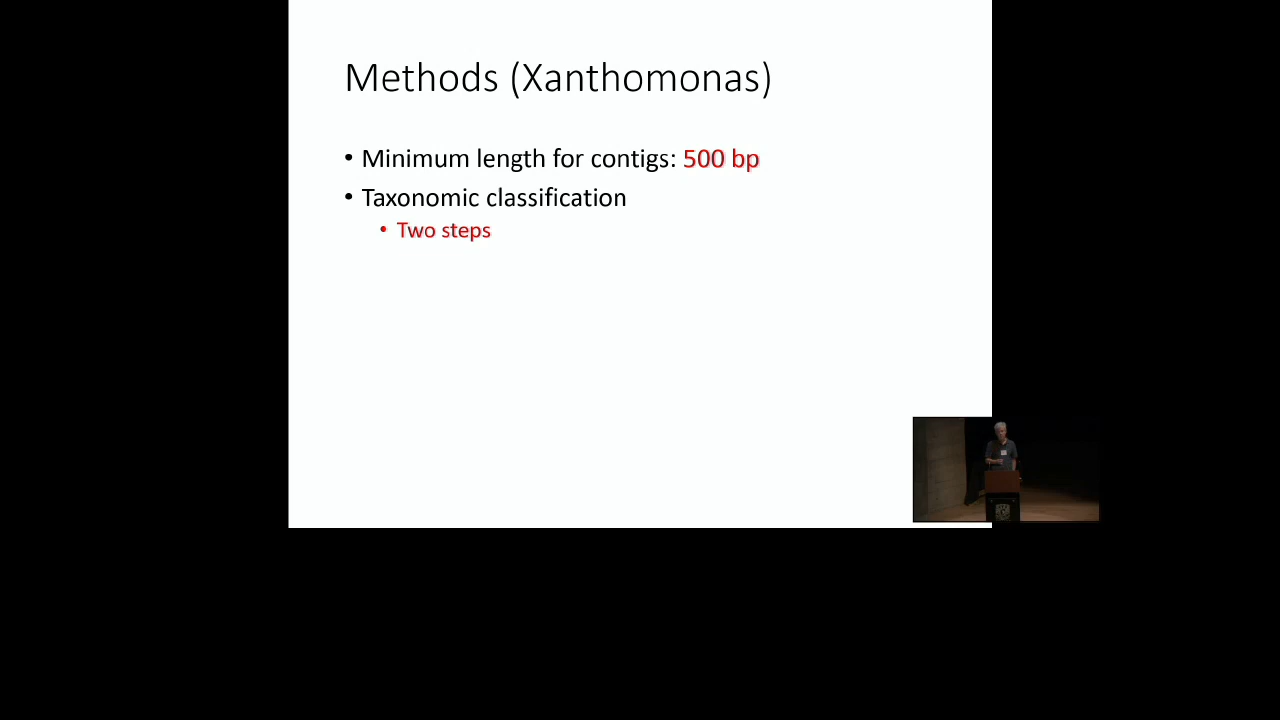 Methods (Xanthomonas)
• Minimum length for contigs: 500 bp
• Taxonomic classification
• Two steps